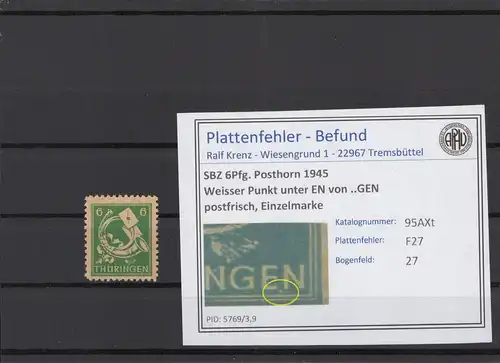 6 6
THÜRINGEN
Plattenfehler - Befund
Ralf Krenz - Wiesengrund 1 - 22967 Tremsbüttel
SBZ 6Pfg. Posthorn 1945
Weisser Punkt unter EN von ..GEN
postfrisch, Einzelmarke
Katalognummer: 95AXt
Plattenfehler: F27
Bogenfeld: 27
NGEN
PID: 5769/3,9